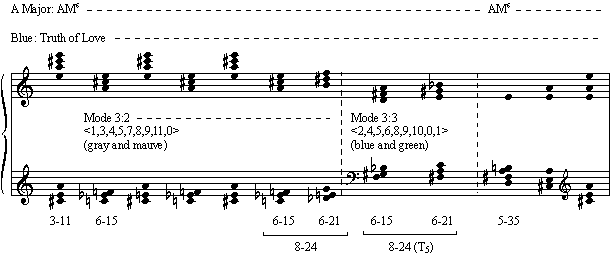 A Major: AM⁶ AM⁶
Blue: Truth of Love
Mode 3:2 Mode 3:3
<1,3,4,5,7,8,9,11,0> <2,4,5,6,8,9,10,0,1>
(gray and mauve) (blue and green)
3-11 6-15 6-15 6-21 6-15 6-21 5-35
8-24 8-24 (T₅)